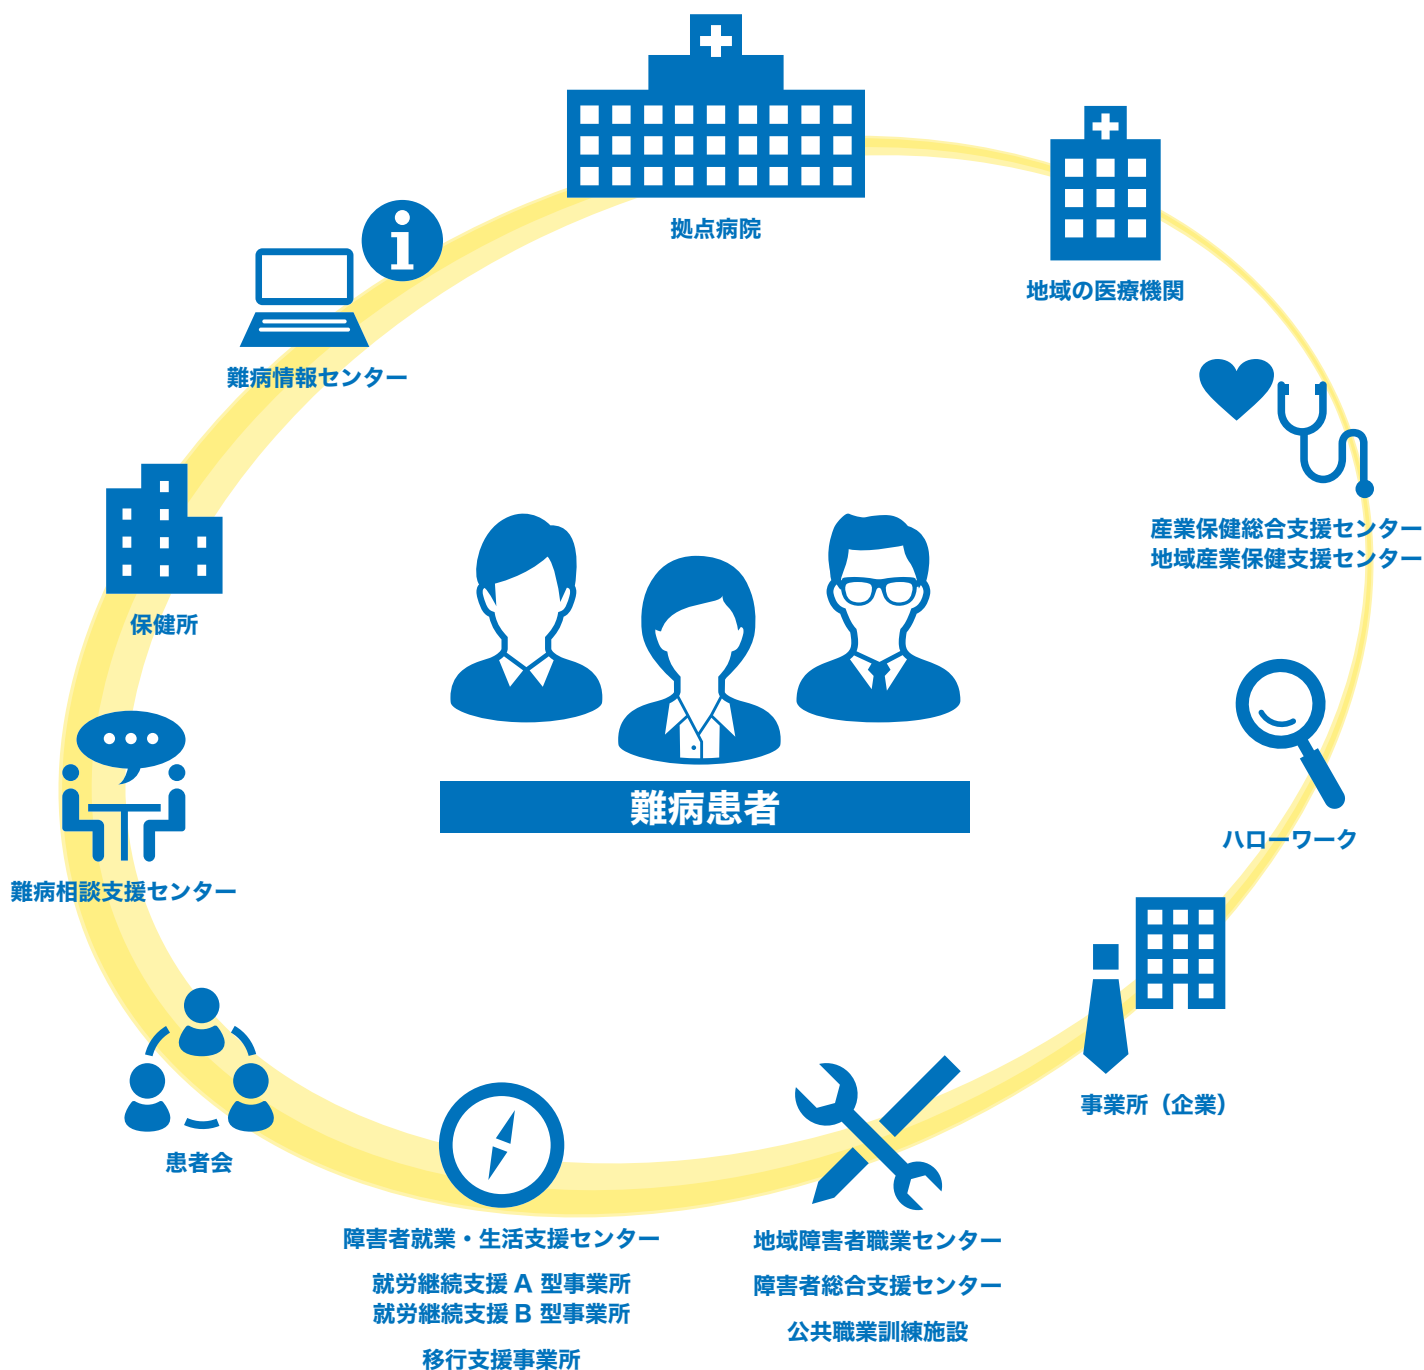 拠点病院
地域の医療機関
難病情報センター
産業保健総合支援センター
地域産業保健支援センター
保健所
難病患者
ハローワーク
難病相談支援センター
事業所（企業）
患者会
障害者就業・生活支援センター
就労継続支援 A 型事業所
就労継続支援 B 型事業所
移行支援事業所
地域障害者職業センター
障害者総合支援センター
公共職業訓練施設